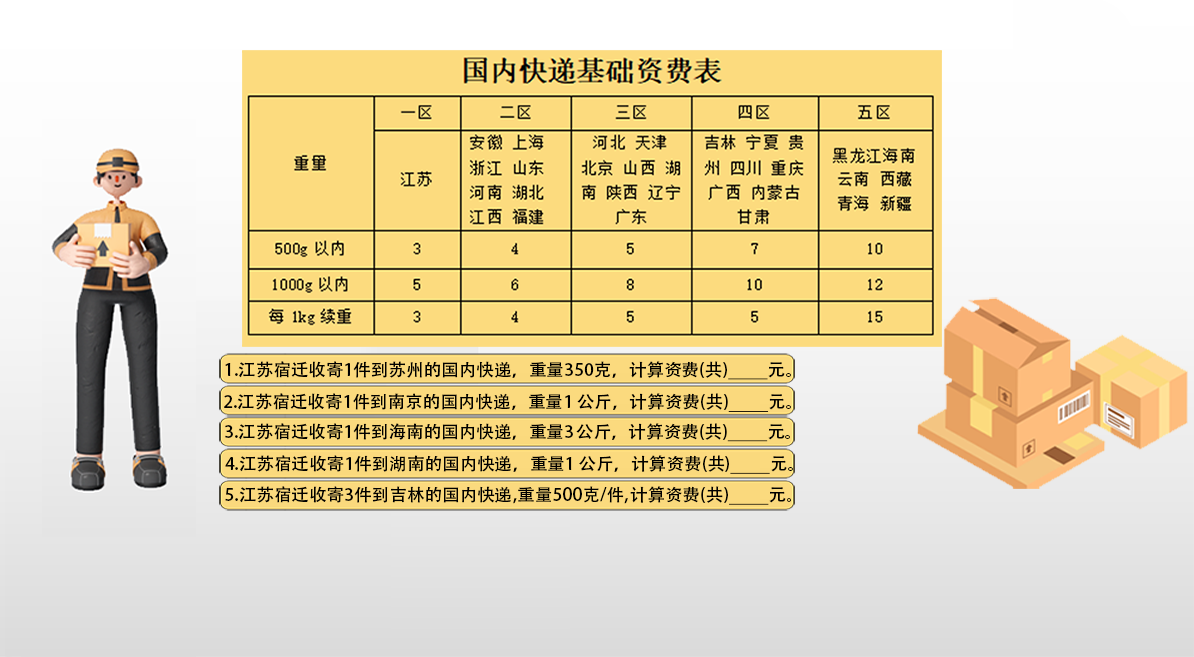 国内快递基础资费表
重量 一区 二区 三区 四区 五区
江苏
安徽 上海
浙江 山东
河南 湖北
江西 福建
河北 天津
北京 山西 湖
南 陕西 辽宁
广东
吉林 宁夏 贵
州 四川 重庆
广西 内蒙古
甘肃
黑龙江海南
云南 西藏
青海 新疆
500g 以内 3 4 5 7 10
1000g 以内 5 6 8 10 12
每 1kg 续重 3 4 5 5 15
1.江苏宿迁收寄1件到苏州的国内快递，重量350克，计算资费(共)____元。
2.江苏宿迁收寄1件到南京的国内快递，重量1公斤，计算资费(共)____元。
3.江苏宿迁收寄1件到海南的国内快递，重量3公斤，计算资费(共)____元。
4.江苏宿迁收寄1件到湖南的国内快递，重量1公斤，计算资费(共)____元。
5.江苏宿迁收寄3件到吉林的国内快递,重量500克/件,计算资费(共)____元。